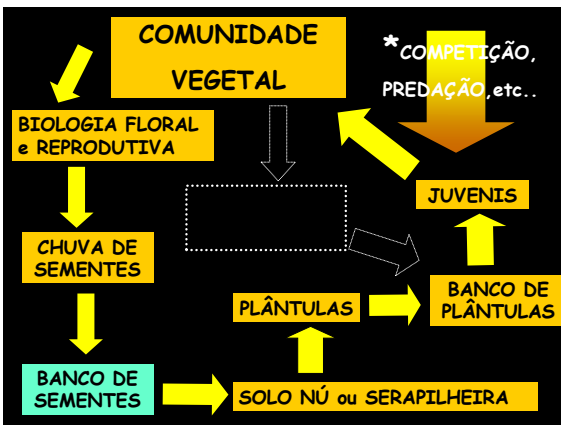 COMUNIDADE
VEGETAL
*COMPETIÇÃO,
PREDAÇÃO,etc..
BIOLOGIA FLORAL
e REPRODUTIVA
JUVENIS
CHUVA DE
SEMENTES
BANCO DE
PLÂNTULAS
PLÂNTULAS
BANCO DE
SEMENTES
SOLO NÚ ou SERAPILHEIRA